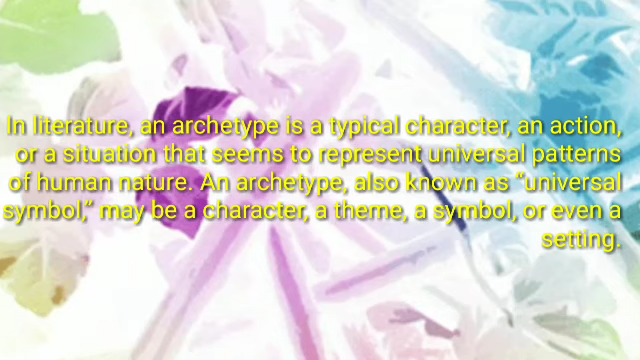 In literature, an archetype is a typical character, an action,
or a situation that seems to represent universal patterns
of human nature. An archetype, also known as “universal
symbol,” may be a character, a theme, a symbol, or even a
setting.